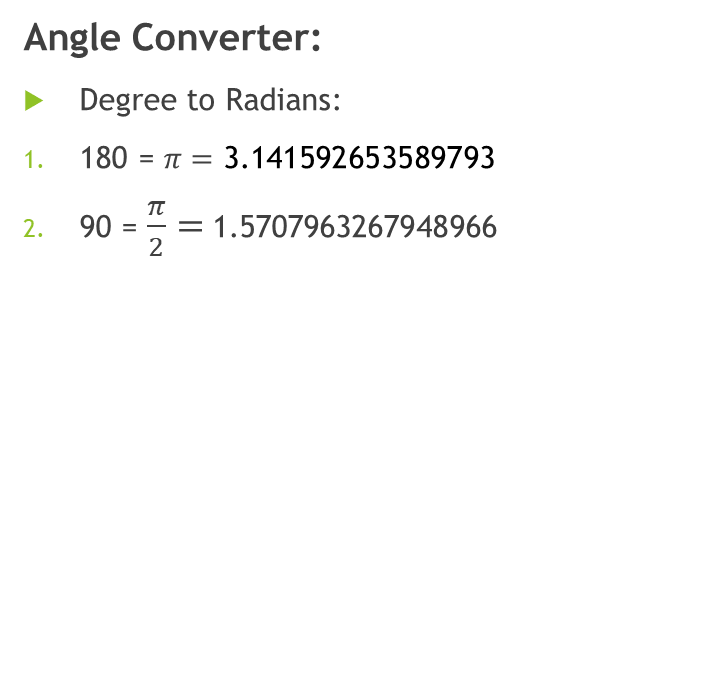 Angle Converter:
▶ Degree to Radians:
1. 180 = π = 3.141592653589793
2. 90 = π/2 = 1.5707963267948966